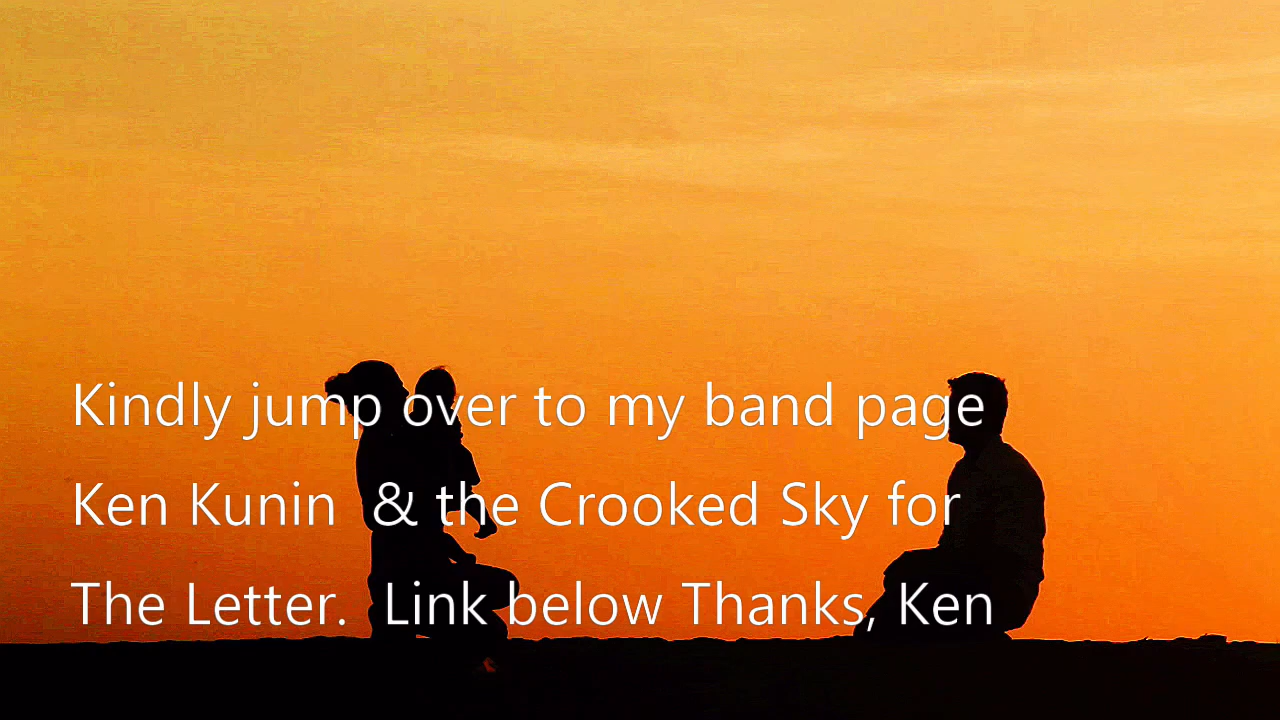 Kindly jump over to my band page
Ken Kunin  & the Crooked Sky for
The Letter.  Link below Thanks, Ken